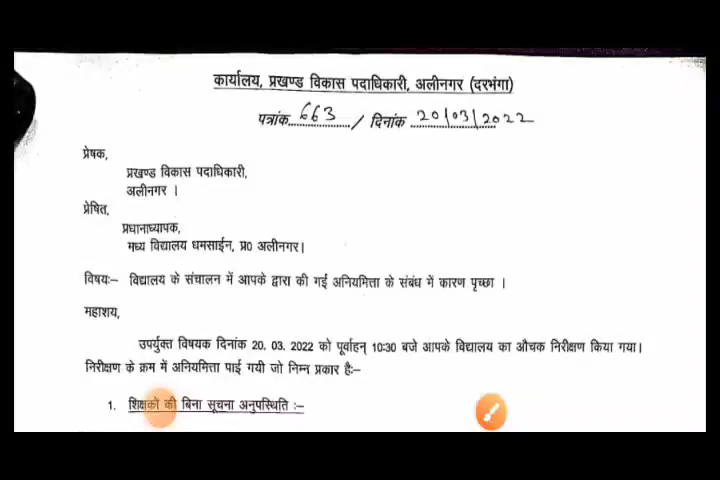 कार्यालय, प्रखण्ड विकास पदाधिकारी, अलीनगर (दरभंगा)
पत्रांक 663 / दिनांक 20/03/2022
प्रेषक,
प्रखण्ड विकास पदाधिकारी,
अलीनगर ।
प्रेषित,
प्रधानाध्यापक,
मध्य विद्यालय धमसाईन, प्र0 अलीनगर।
विषयः– विद्यालय के संचालन में आपके द्वारा की गई अनियमित्ता के संबंध में कारण पृच्छा ।
महाशय,
उपर्युक्त विषयक दिनांक 20. 03. 2022 को पूर्वाहन् 10:30 बजे आपके विद्यालय का औचक निरीक्षण किया गया।
निरीक्षण के क्रम में अनियमित्ता पाई गयी जो निम्न प्रकार हैः–
1. शिक्षकों की बिना सूचना अनुपस्थिति :–